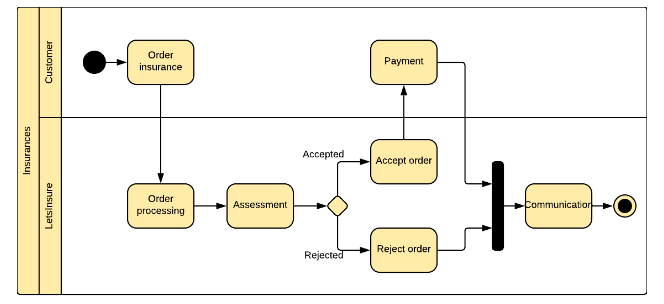 Insurances
Customer
Order
insurance
Payment
LetsInsure
Order
processing
Assessment
Accepted
Accept order
Rejected
Reject order
Communication